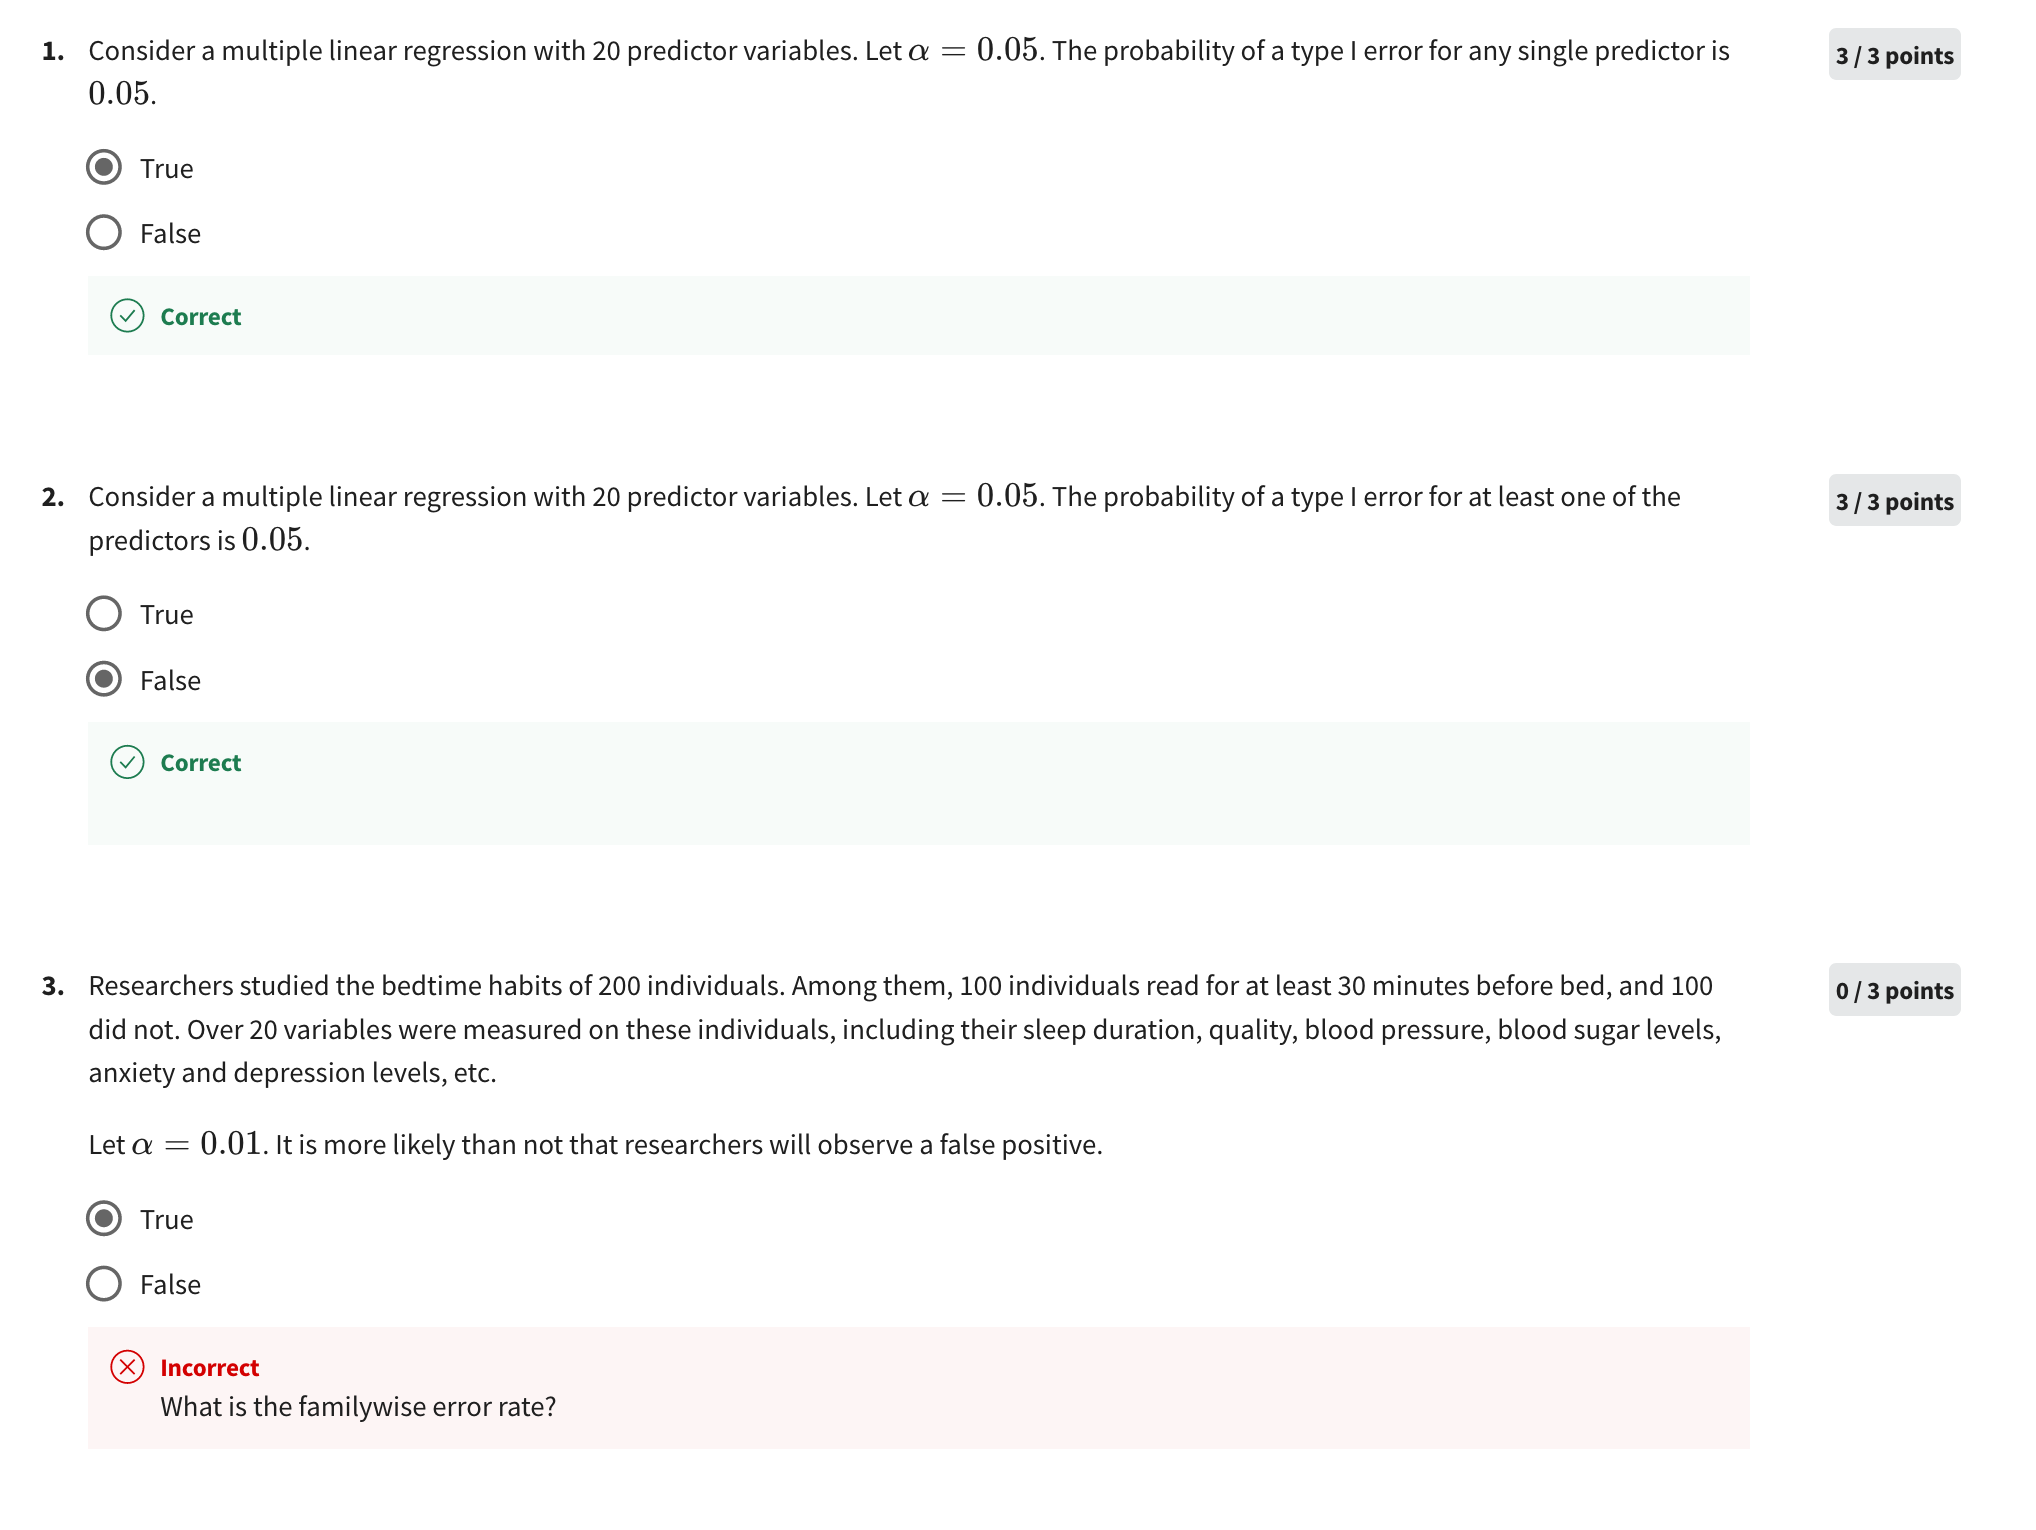 1. Consider a multiple linear regression with 20 predictor variables. Let α = 0.05. The probability of a type I error for any single predictor is
0.05.
3 / 3 points
True
False
Correct
2. Consider a multiple linear regression with 20 predictor variables. Let α = 0.05. The probability of a type I error for at least one of the
predictors is 0.05.
3 / 3 points
True
False
Correct
3. Researchers studied the bedtime habits of 200 individuals. Among them, 100 individuals read for at least 30 minutes before bed, and 100
did not. Over 20 variables were measured on these individuals, including their sleep duration, quality, blood pressure, blood sugar levels,
anxiety and depression levels, etc.
0 / 3 points
Let α = 0.01. It is more likely than not that researchers will observe a false positive.
True
False
Incorrect
What is the familywise error rate?